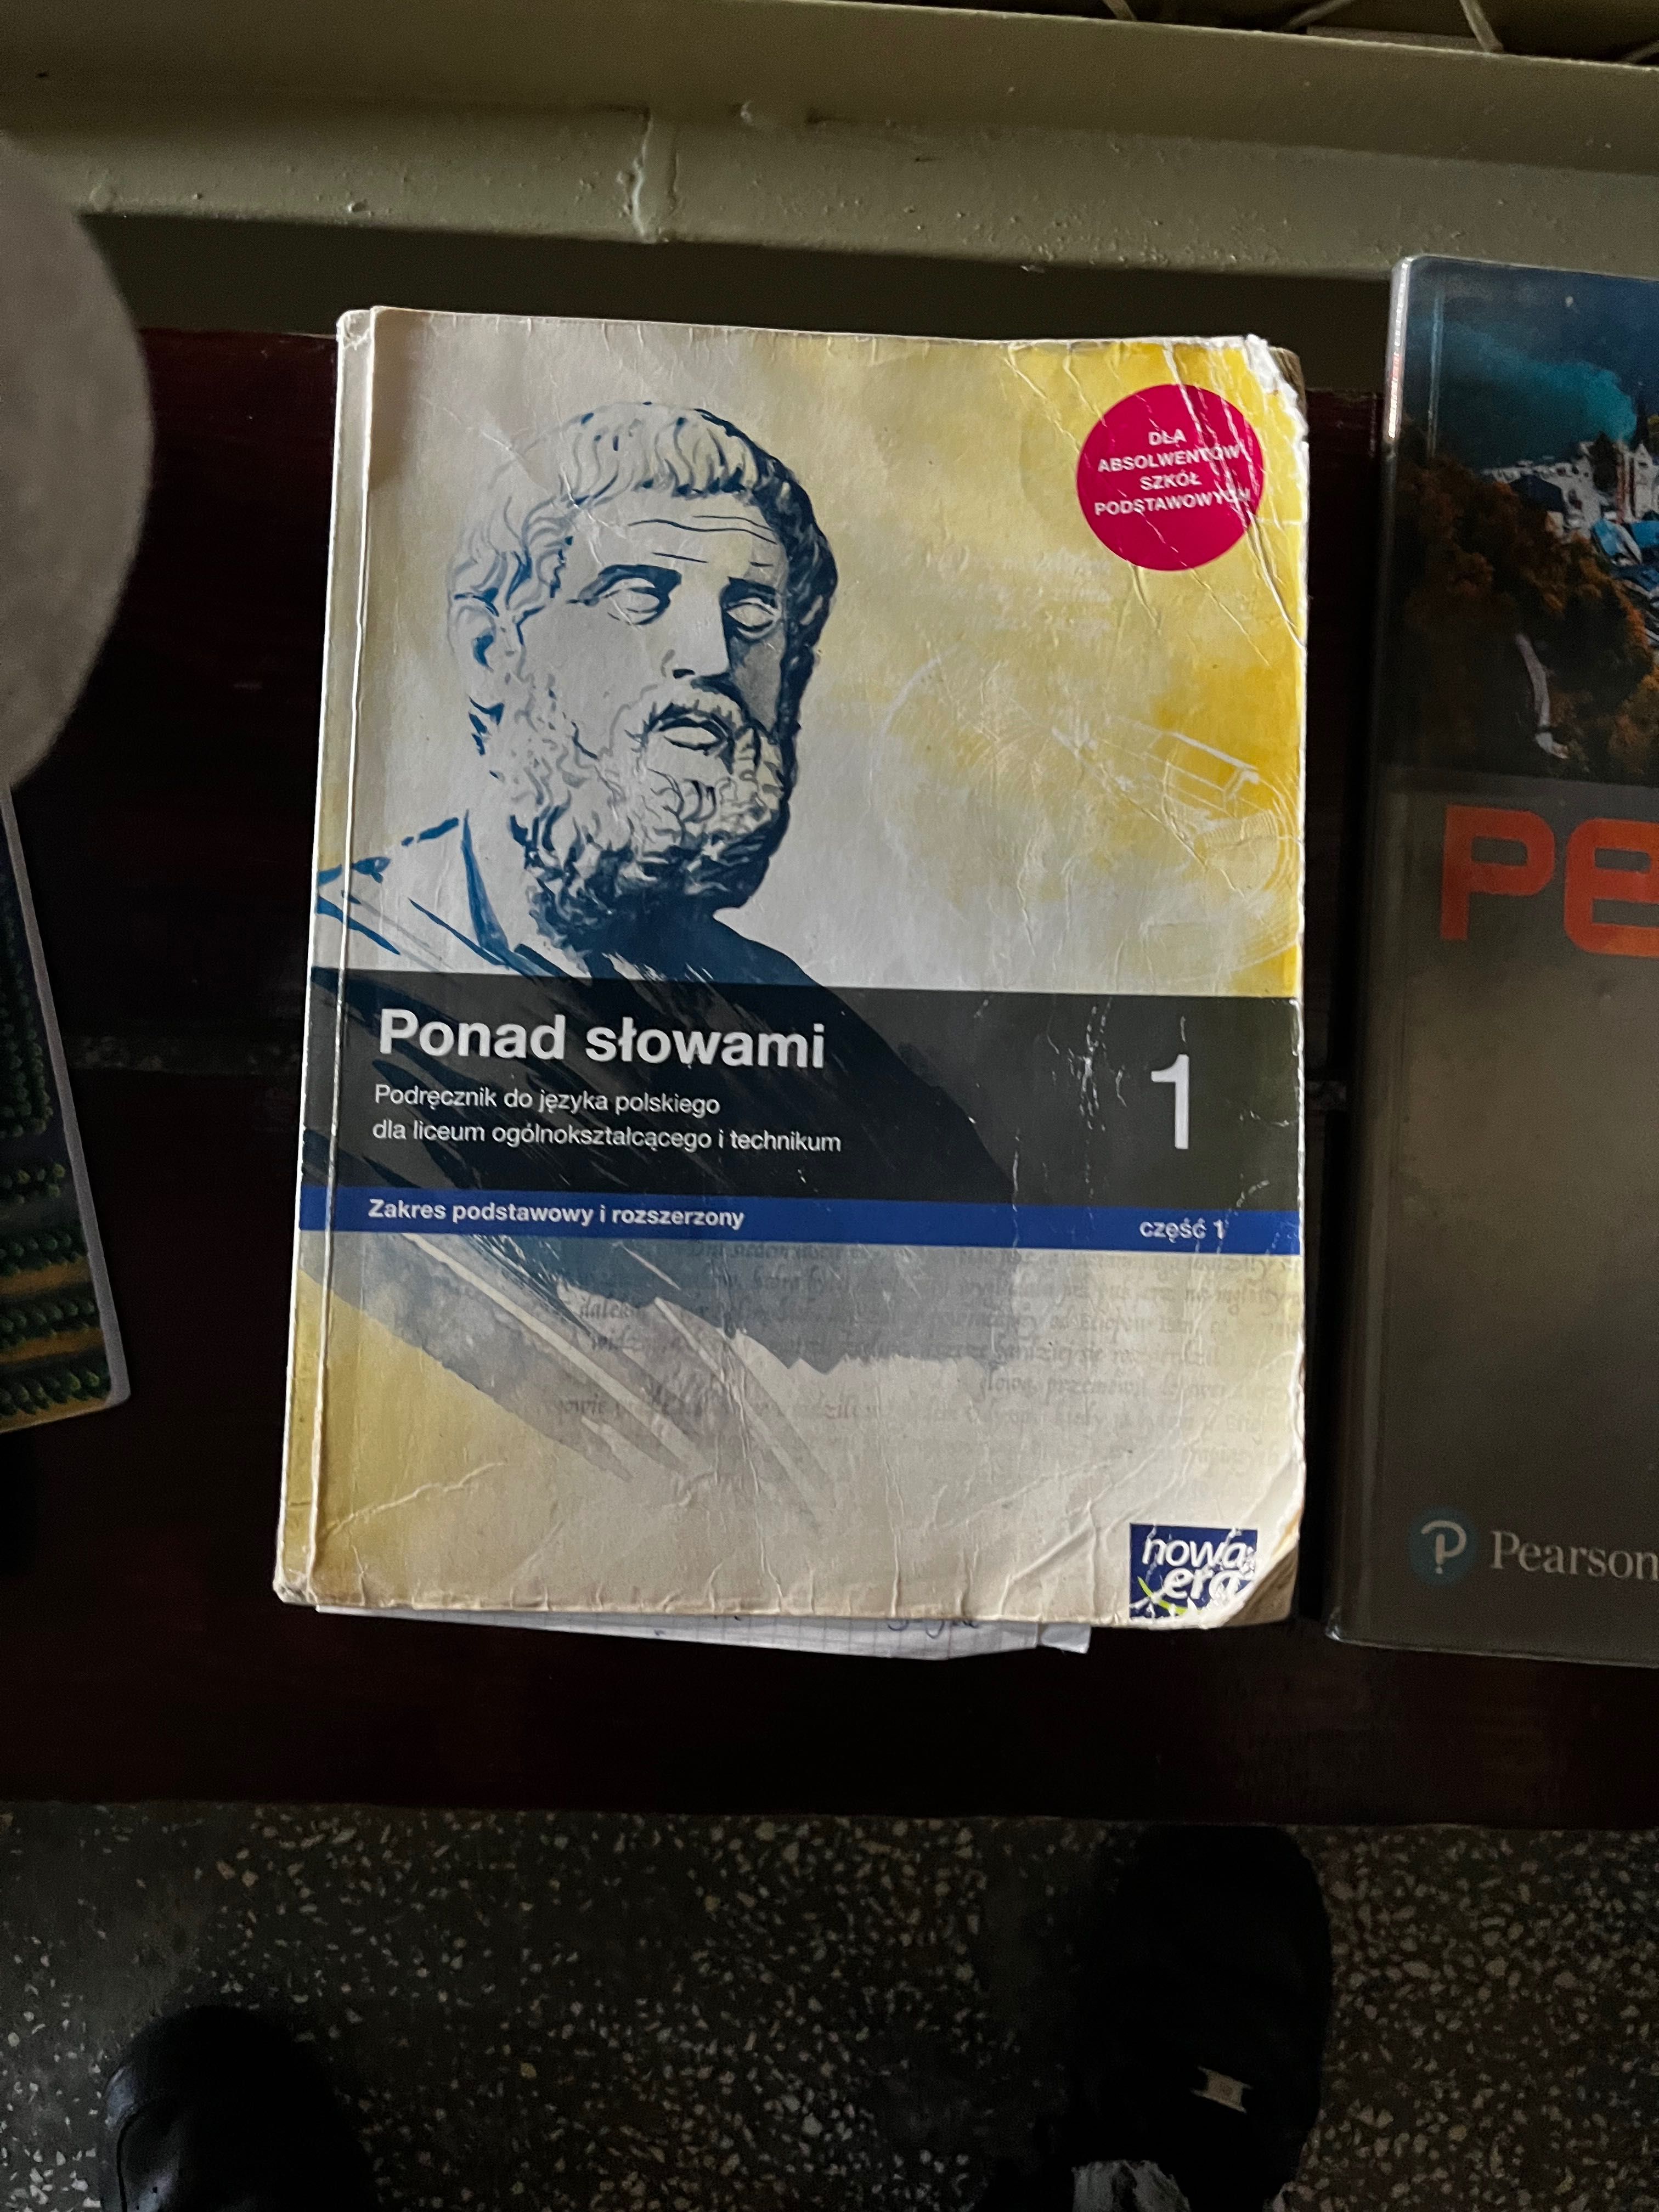 DLA
ABSOLWENTÓW
SZKÓŁ
PODSTAWOWYCH
Ponad słowami
1
Podręcznik do języka polskiego
dla liceum ogólnokształcącego i technikum
Zakres podstawowy i rozszerzony
część 1
nowa
era
Pe
Pearson